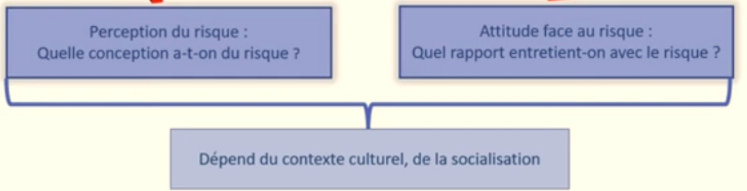 Perception du risque :
Quelle conception a-t-on du risque ?
Attitude face au risque :
Quel rapport entretient-on avec le risque ?
Dépend du contexte culturel, de la socialisation